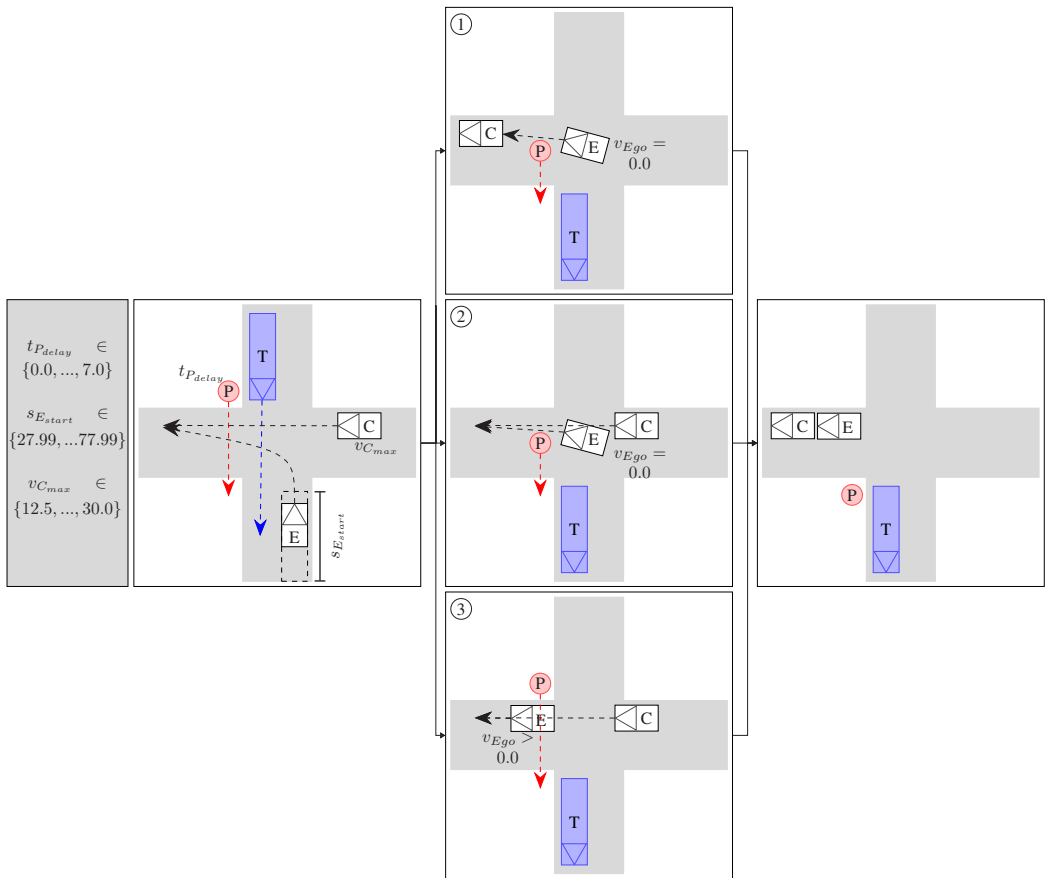 t_{P_{delay}} ∈
{0.0, ..., 7.0}
s_{E_{start}} ∈
{27.99, ...77.99}
v_{C_{max}} ∈
{12.5, ..., 30.0}
T
t_{P_{delay}}
P
C
v_{C_{max}}
E
s_{E_{start}}
1
C
E
P
v_{Ego} =
0.0
T
2
C
E
P
v_{Ego} =
0.0
T
3
P
E
C
v_{Ego} >
0.0
T
C
E
P
T